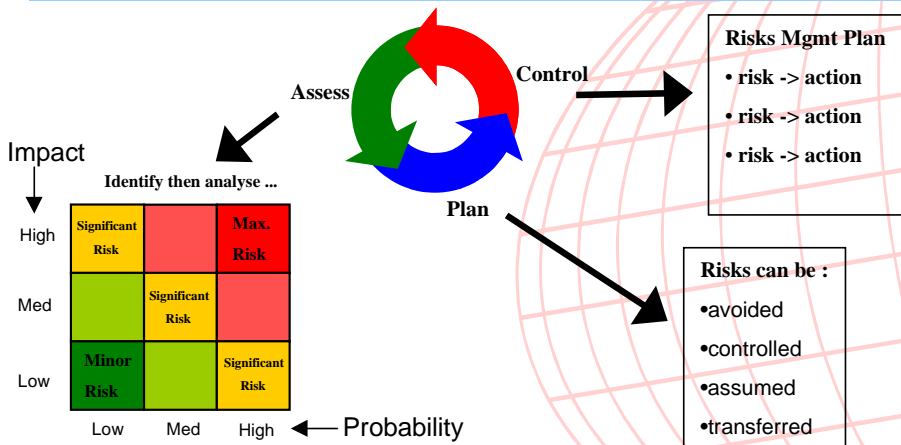 Assess
Control
Plan
Risks Mgmt Plan
• risk -> action
• risk -> action
• risk -> action
Impact
Identify then analyse ...
High
Significant
Risk
Max.
Risk
Med
Significant
Risk
Low
Minor
Risk
Significant
Risk
Low
Med
High
Probability
Risks can be :
•avoided
•controlled
•assumed
•transferred